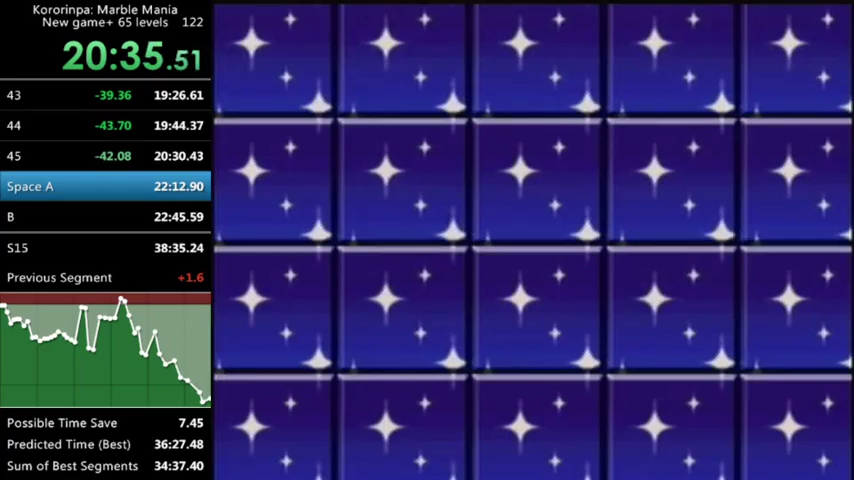 Kororinpa: Marble Mania
New game+ 65 levels 122
20:35.51
43 -39.36 19:26.61
44 -43.70 19:44.37
45 -42.08 20:30.43
Space A 22:12.90
B 22:45.59
S15 38:35.24
Previous Segment +1.6
Possible Time Save 7.45
Predicted Time (Best) 36:27.48
Sum of Best Segments 34:37.40